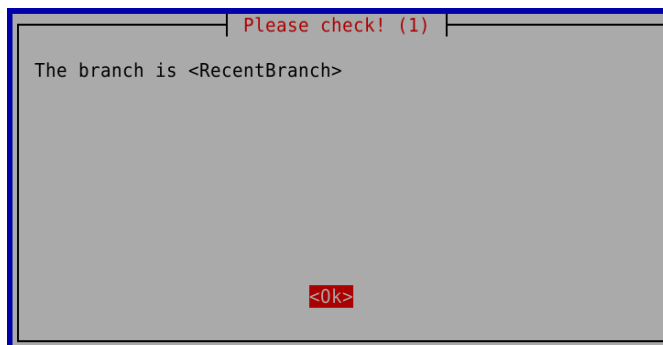 Please check! (1)
The branch is <RecentBranch>
<Ok>